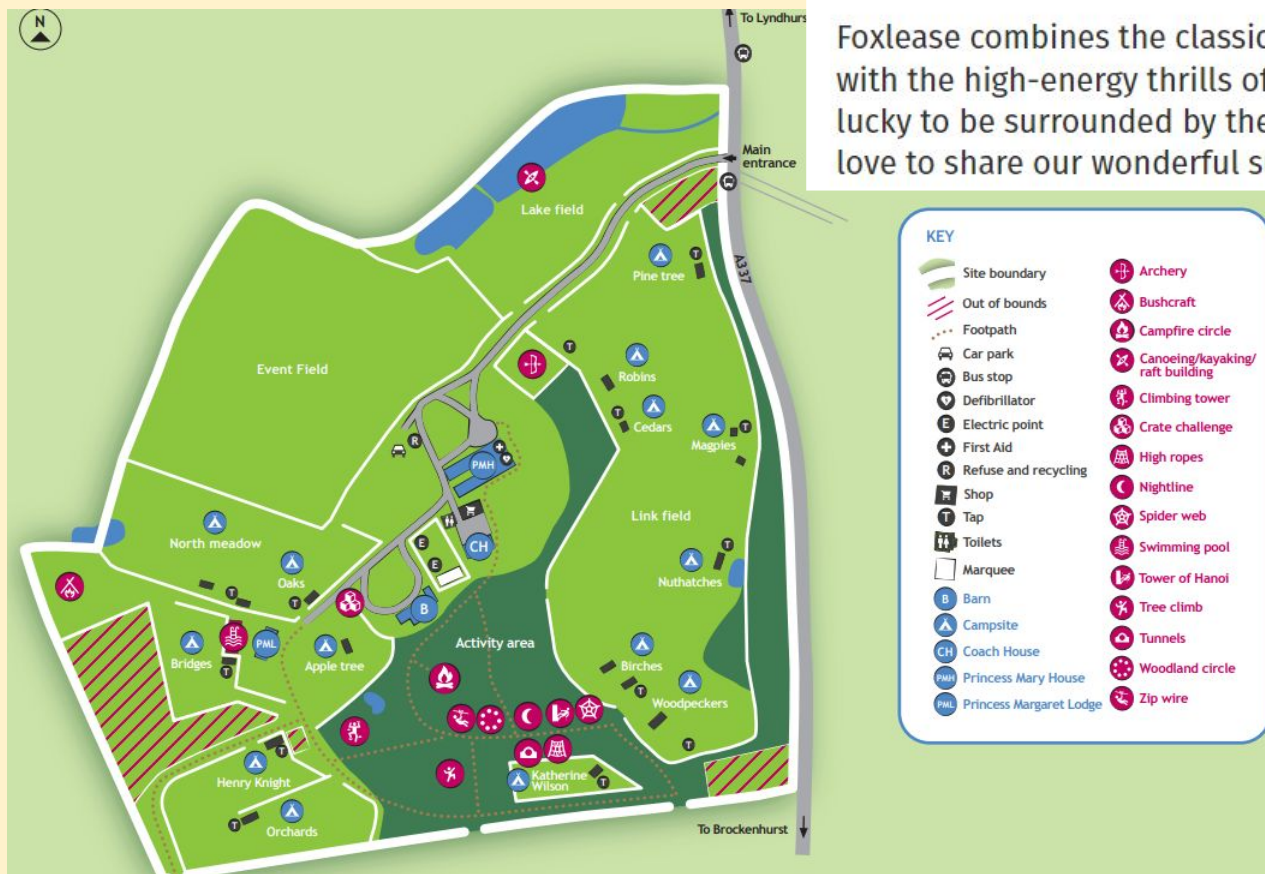 N
To Lyndhurs
Foxlease combines the classic
with the high-energy thrills of
lucky to be surrounded by the
love to share our wonderful s
Main
entrance
Lake field
A337
Pine tree
T
Event Field
T
Robins
T
Cedars
T
Magpies
R
PMH
Link field
North meadow
E
E
CH
T
Nuthatches
Oaks
T
T
B
Bridges
PML
T
Apple tree
Activity area
Birches
T
Woodpeckers
T
Henry Knight
T
Katherine
Wilson
T
T
Orchards
To Brockenhurst
KEY
Site boundary
Out of bounds
Footpath
Car park
Bus stop
Defibrillator
E Electric point
First Aid
R Refuse and recycling
Shop
T Tap
Toilets
Marquee
B Barn
Campsite
CH Coach House
PMH Princess Mary House
PML Princess Margaret Lodge
Archery
Bushcraft
Campfire circle
Canoeing/kayaking/
raft building
Climbing tower
Crate challenge
High ropes
Nightline
Spider web
Swimming pool
Tower of Hanoi
Tree climb
Tunnels
Woodland circle
Zip wire